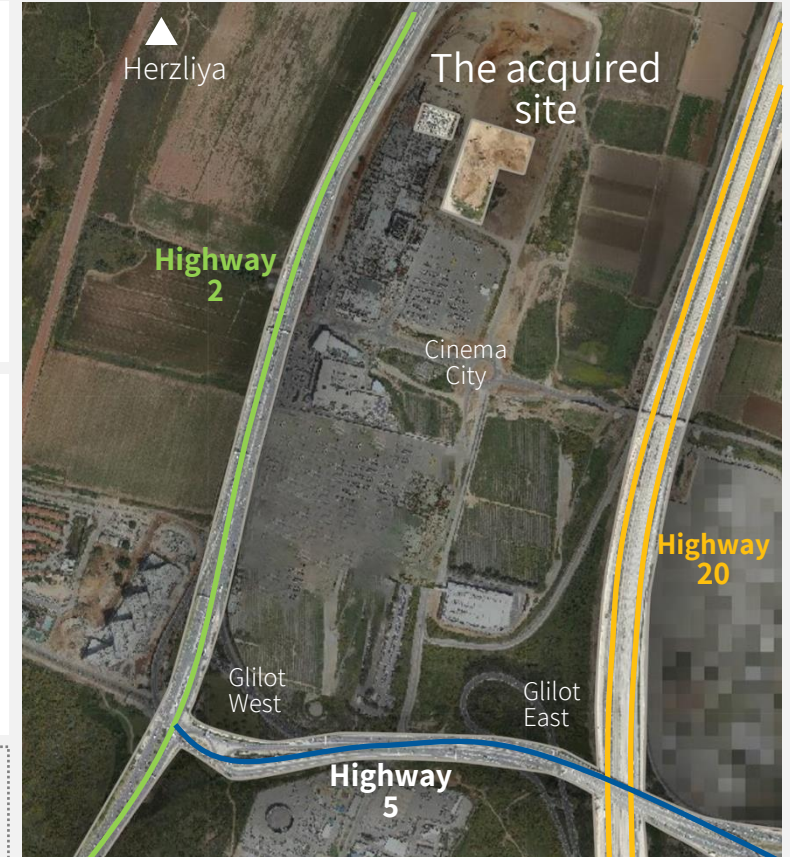 Herzliya
The acquired
site
Highway
2
Cinema
City
Highway
20
Glilot
West
Glilot
East
Highway
5